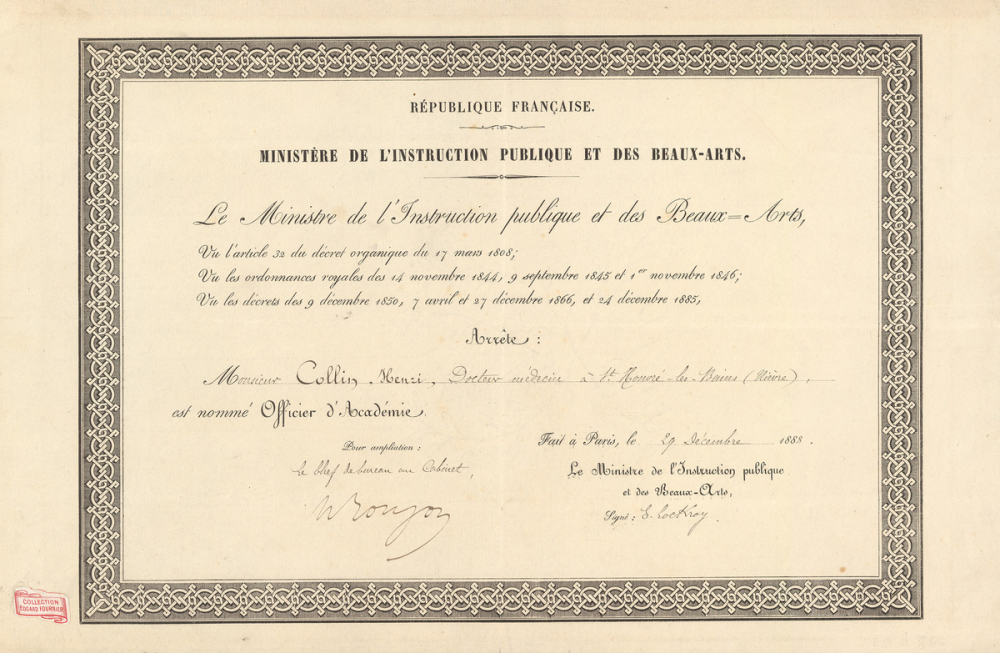 RÉPUBLIQUE FRANÇAISE.
MINISTÈRE DE L'INSTRUCTION PUBLIQUE ET DES BEAUX-ARTS.
Le Ministre de l'Instruction publique et des Beaux=Arts,
Vu l'article 32 du décret organique du 17 mars 1808;
Vu les ordonnances royales des 14 novembre 1844, 9 septembre 1845 et 1er novembre 1846;
Vu les décrets des 9 décembre 1850, 7 avril et 27 décembre 1866, et 24 décembre 1885,
Arrête :
Monsieur Collin, Henri, Docteur médecin à St Honoré-les-Bains (Nièvre),
est nommé Officier d'Académie.
Fait à Paris, le 29 Décembre 1888.
Pour ampliation :
Le Chef de bureau au Cabinet,
Le Ministre de l'Instruction publique
et des Beaux-Arts,
Signé : E. Lockroy.
COLLECTION
EDGARD FOURNIER